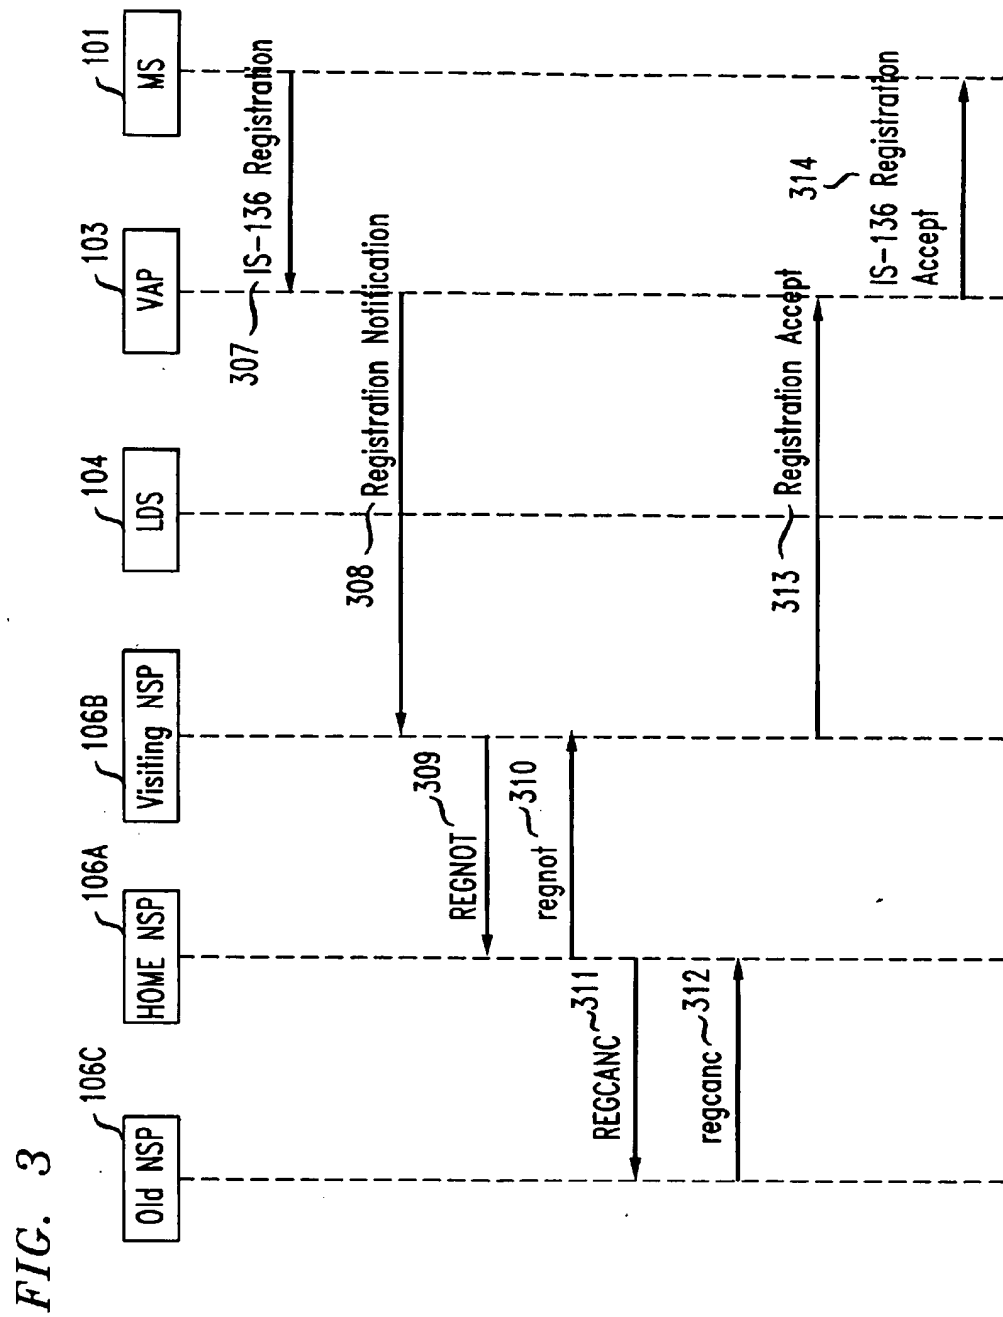 FIG. 3
106C
Old NSP
106A
HOME NSP
106B
Visiting NSP
104
LDS
103
VAP
101
MS
307
IS-136 Registration
308
Registration Notification
309
REGNOT
310
regnot
311
REGCANC
312
regcanc
313
Registration Accept
314
IS-136 Registration
Accept